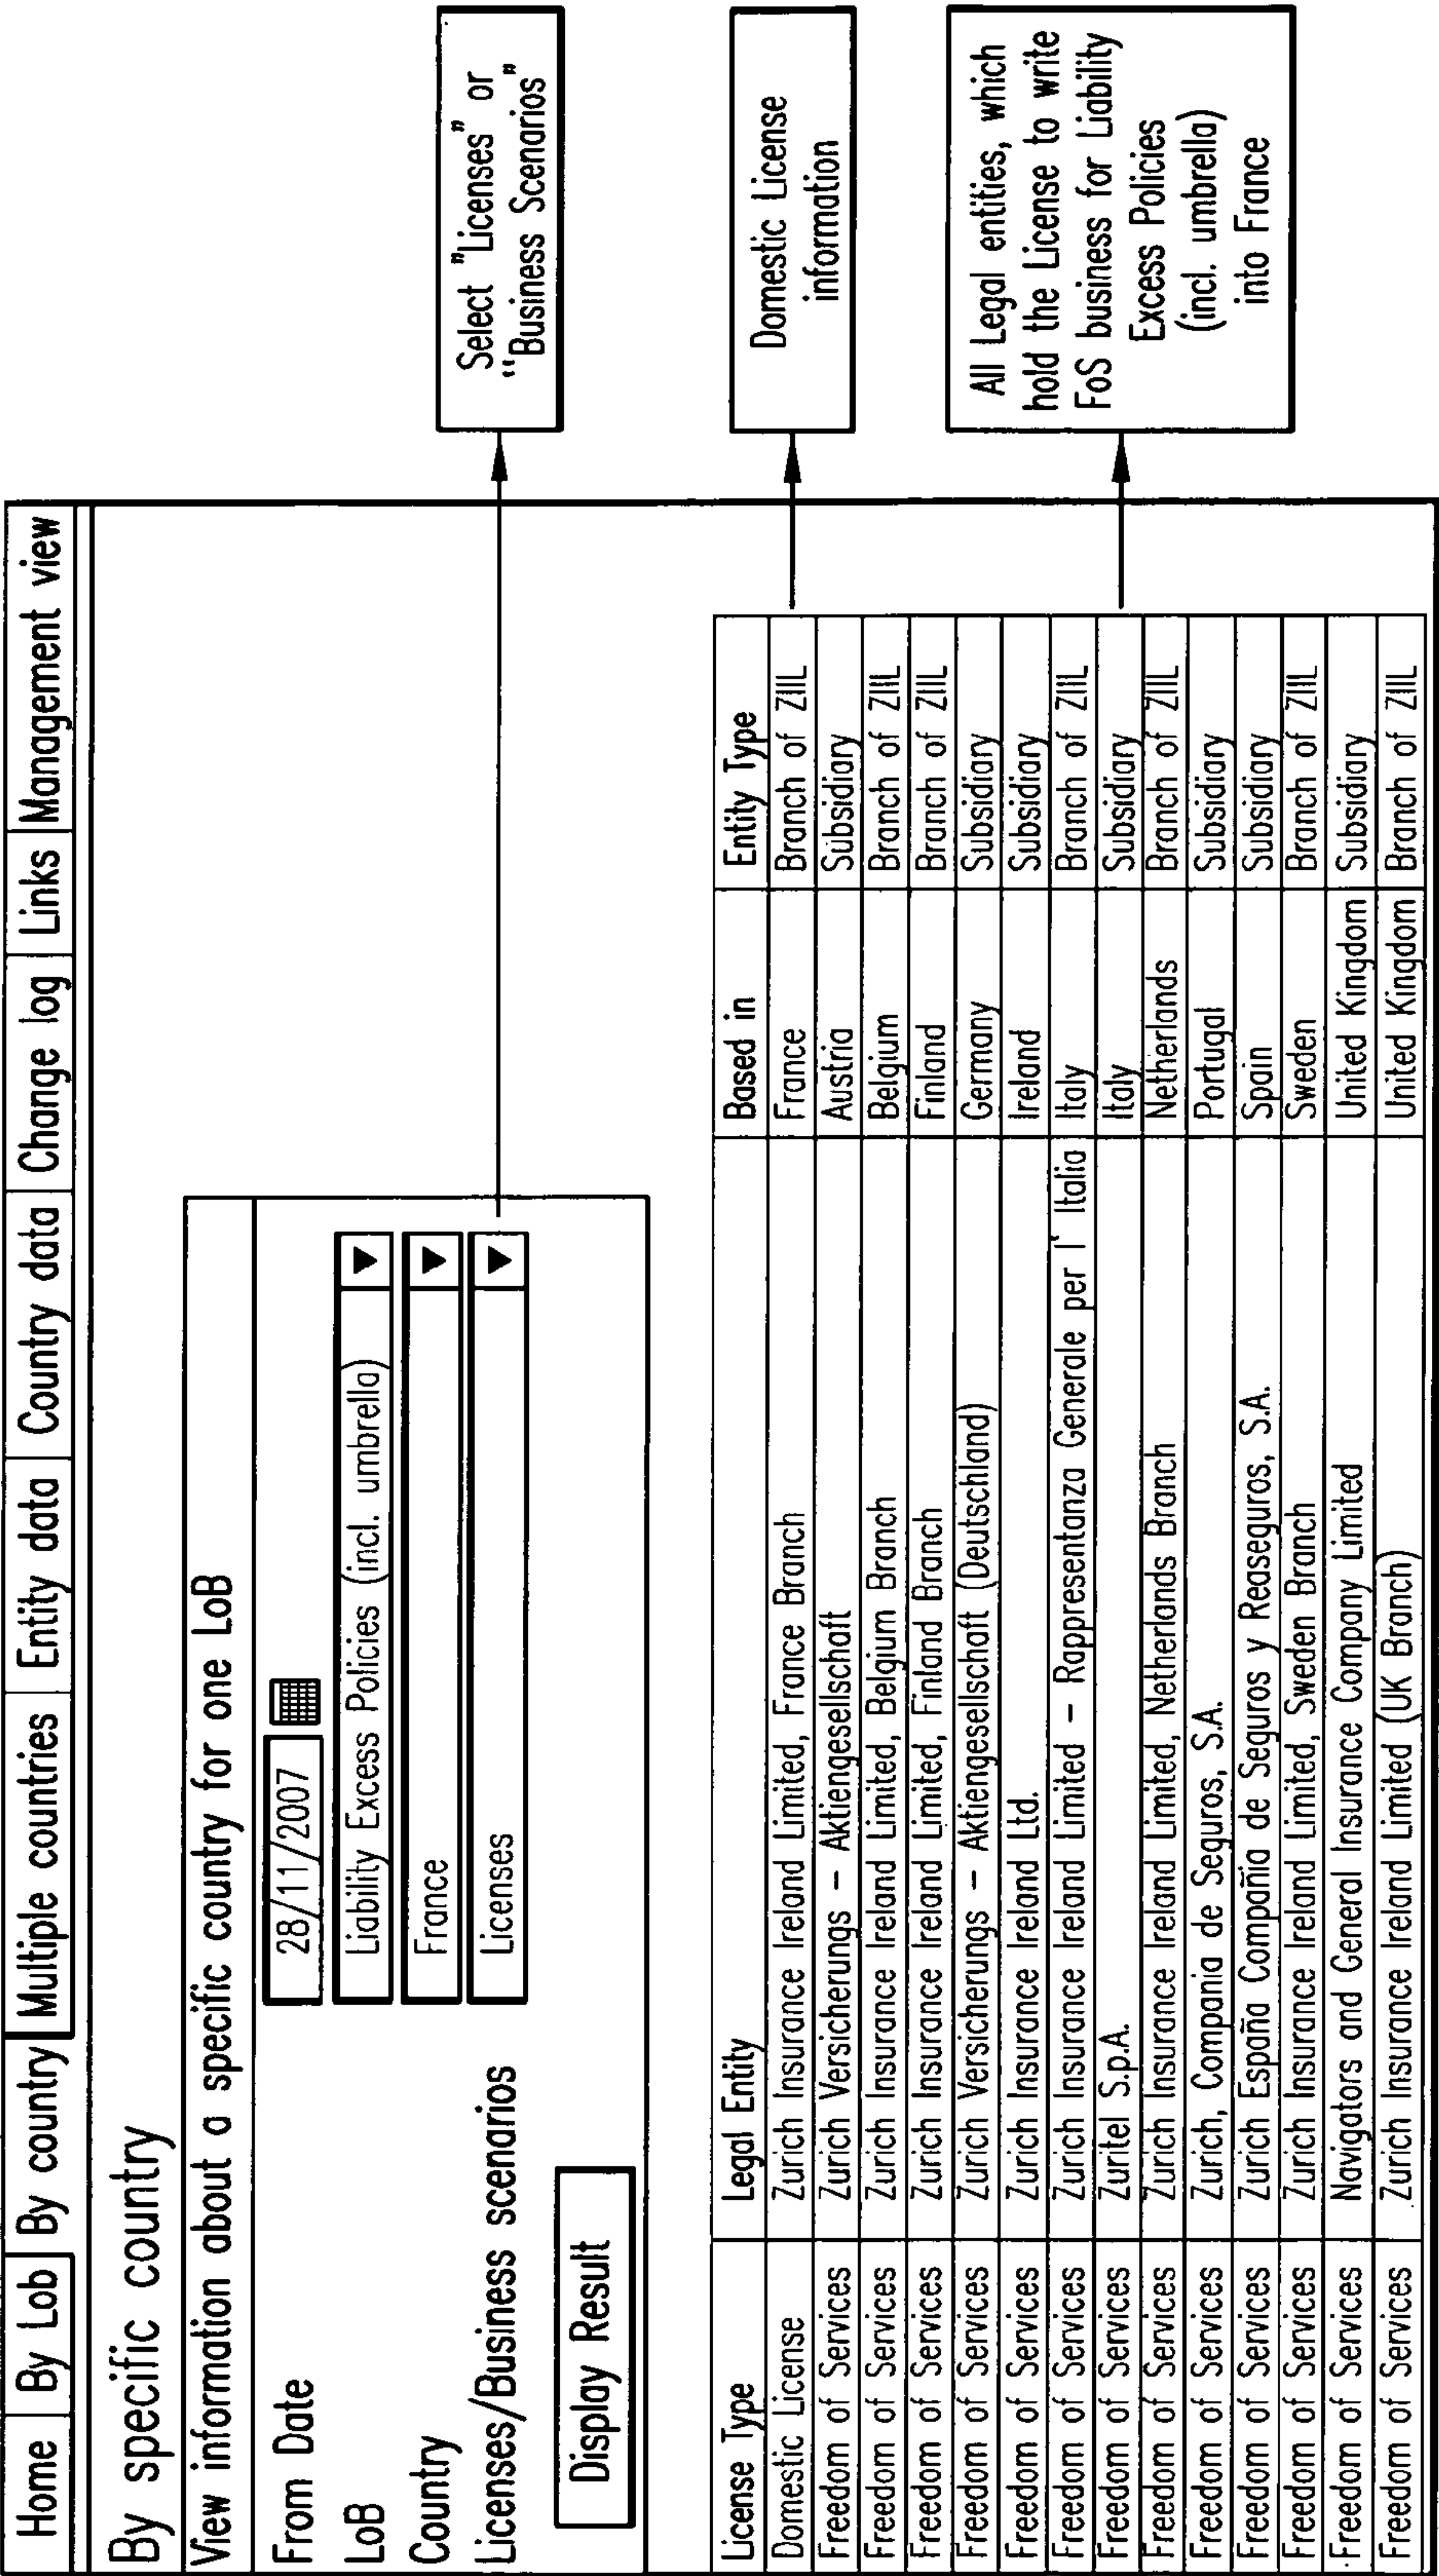 Home By Lob By country Multiple countries Entity data Country data Change log Links Management view
By specific country
View information about a specific country for one LoB
From Date 28/11/2007
LoB Liability Excess Policies (incl. umbrella)
Country France
Licenses/Business scenarios Licenses
Display Result
Select "Licenses" or
"Business Scenarios"
License Type Legal Entity Based in Entity Type
Domestic License Zurich Insurance Ireland Limited, France Branch France Branch of ZIIL
Freedom of Services Zurich Versicherungs – Aktiengesellschaft Austria Subsidiary
Freedom of Services Zurich Insurance Ireland Limited, Belgium Branch Belgium Branch of ZIIL
Freedom of Services Zurich Insurance Ireland Limited, Finland Branch Finland Branch of ZIIL
Freedom of Services Zurich Versicherungs – Aktiengesellschaft (Deutschland) Germany Subsidiary
Freedom of Services Zurich Insurance Ireland Ltd. Ireland Subsidiary
Freedom of Services Zurich Insurance Ireland Limited – Rappresentanza Generale per l' Italia Italy Branch of ZIIL
Freedom of Services Zuritel S.p.A. Italy Subsidiary
Freedom of Services Zurich Insurance Ireland Limited, Netherlands Branch Netherlands Branch of ZIIL
Freedom of Services Zurich, Compania de Seguros, S.A. Portugal Subsidiary
Freedom of Services Zurich España Compañia de Seguros y Reaseguros, S.A. Spain Subsidiary
Freedom of Services Zurich Insurance Ireland Limited, Sweden Branch Sweden Branch of ZIIL
Freedom of Services Navigators and General Insurance Company Limited United Kingdom Subsidiary
Freedom of Services Zurich Insurance Ireland Limited (UK Branch) United Kingdom Branch of ZIIL
Domestic License
information
All Legal entities, which
hold the License to write
FoS business for Liability
Excess Policies
(incl. umbrella)
into France